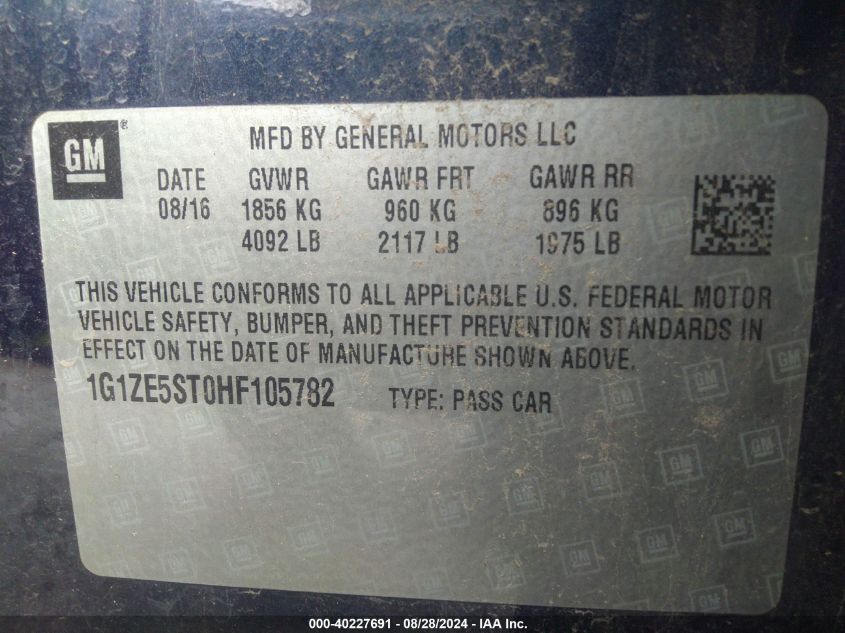 GM®
MFD BY GENERAL MOTORS LLC
DATE GVWR GAWR FRT GAWR RR
08/16 1856 KG 960 KG 896 KG
4092 LB 2117 LB 1975 LB
THIS VEHICLE CONFORMS TO ALL APPLICABLE U.S. FEDERAL MOTOR
VEHICLE SAFETY, BUMPER, AND THEFT PREVENTION STANDARDS IN
EFFECT ON THE DATE OF MANUFACTURE SHOWN ABOVE.
1G1ZE5ST0HF105782 TYPE: PASS CAR
000-40227691 - 08/28/2024 - IAA Inc.